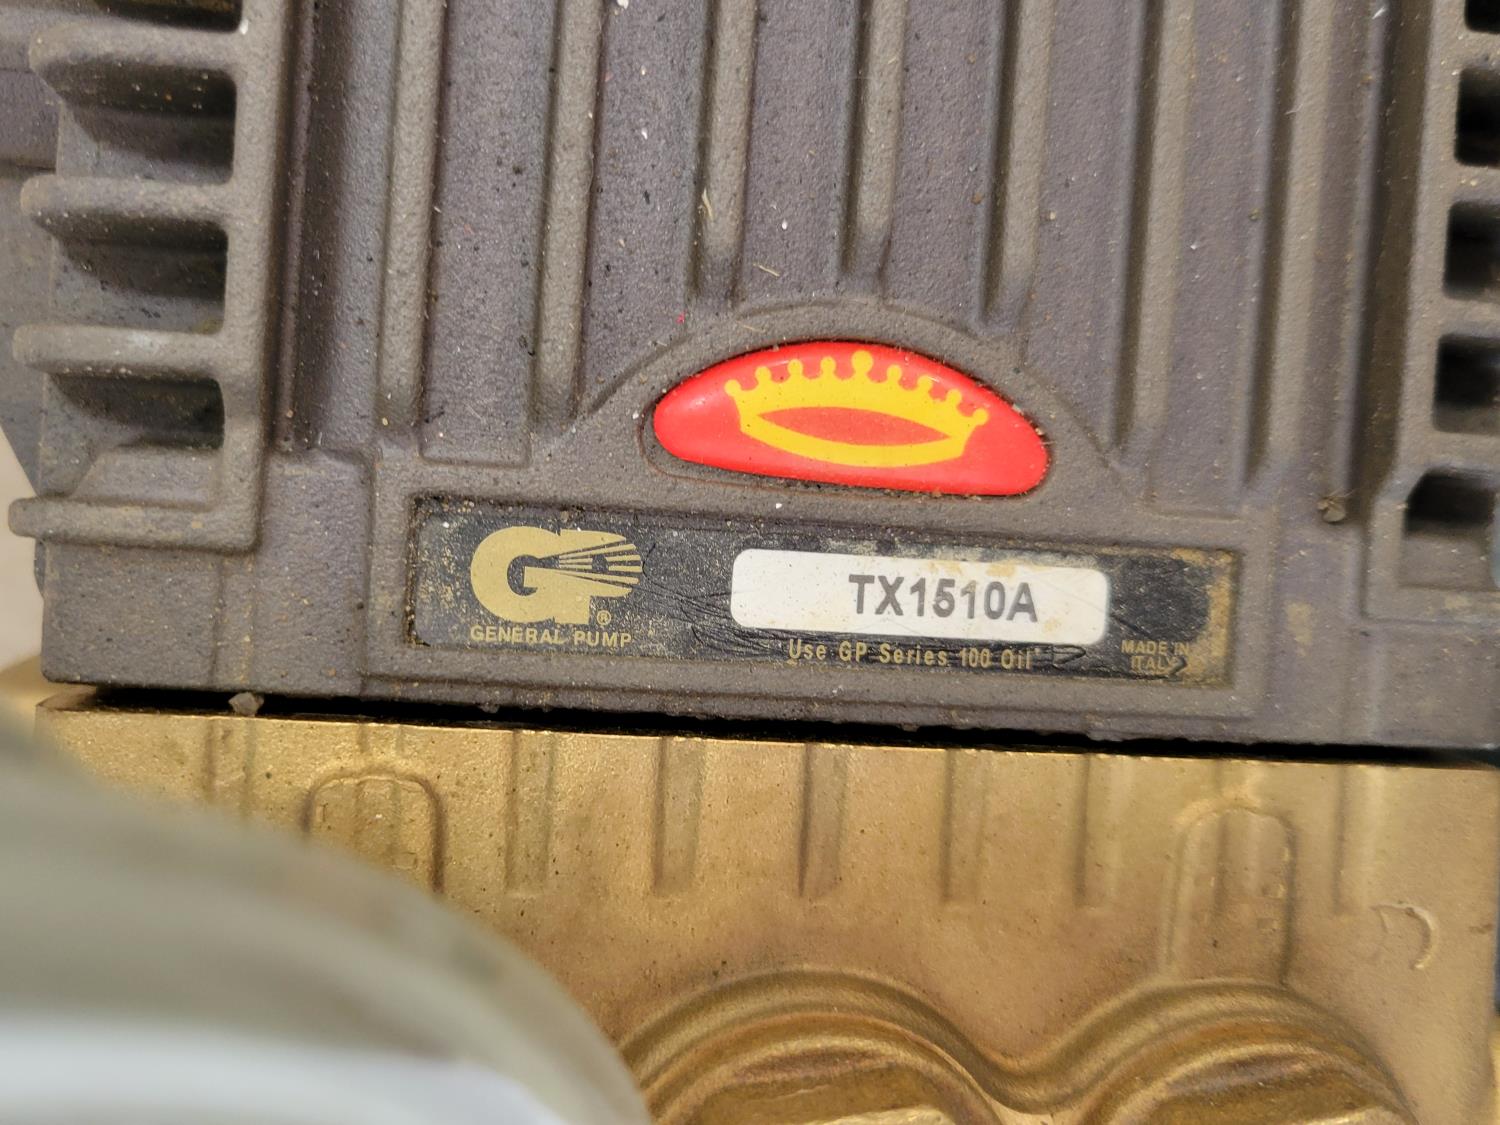 GP®
GENERAL PUMP
TX1510A
Use GP Series 100 Oil
MADE IN
ITALY